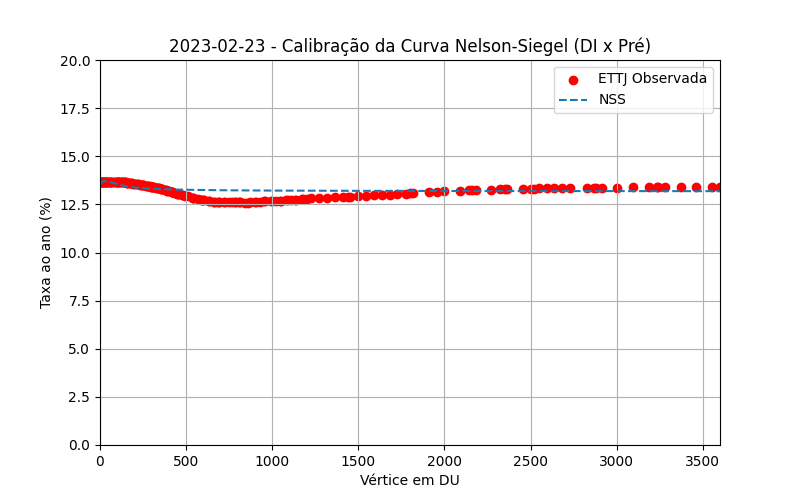 2023-02-23 - Calibração da Curva Nelson-Siegel (DI x Pré)
ETTJ Observada
NSS
Taxa ao ano (%)
20.0
17.5
15.0
12.5
10.0
7.5
5.0
2.5
0.0
0 500 1000 1500 2000 2500 3000 3500
Vértice em DU